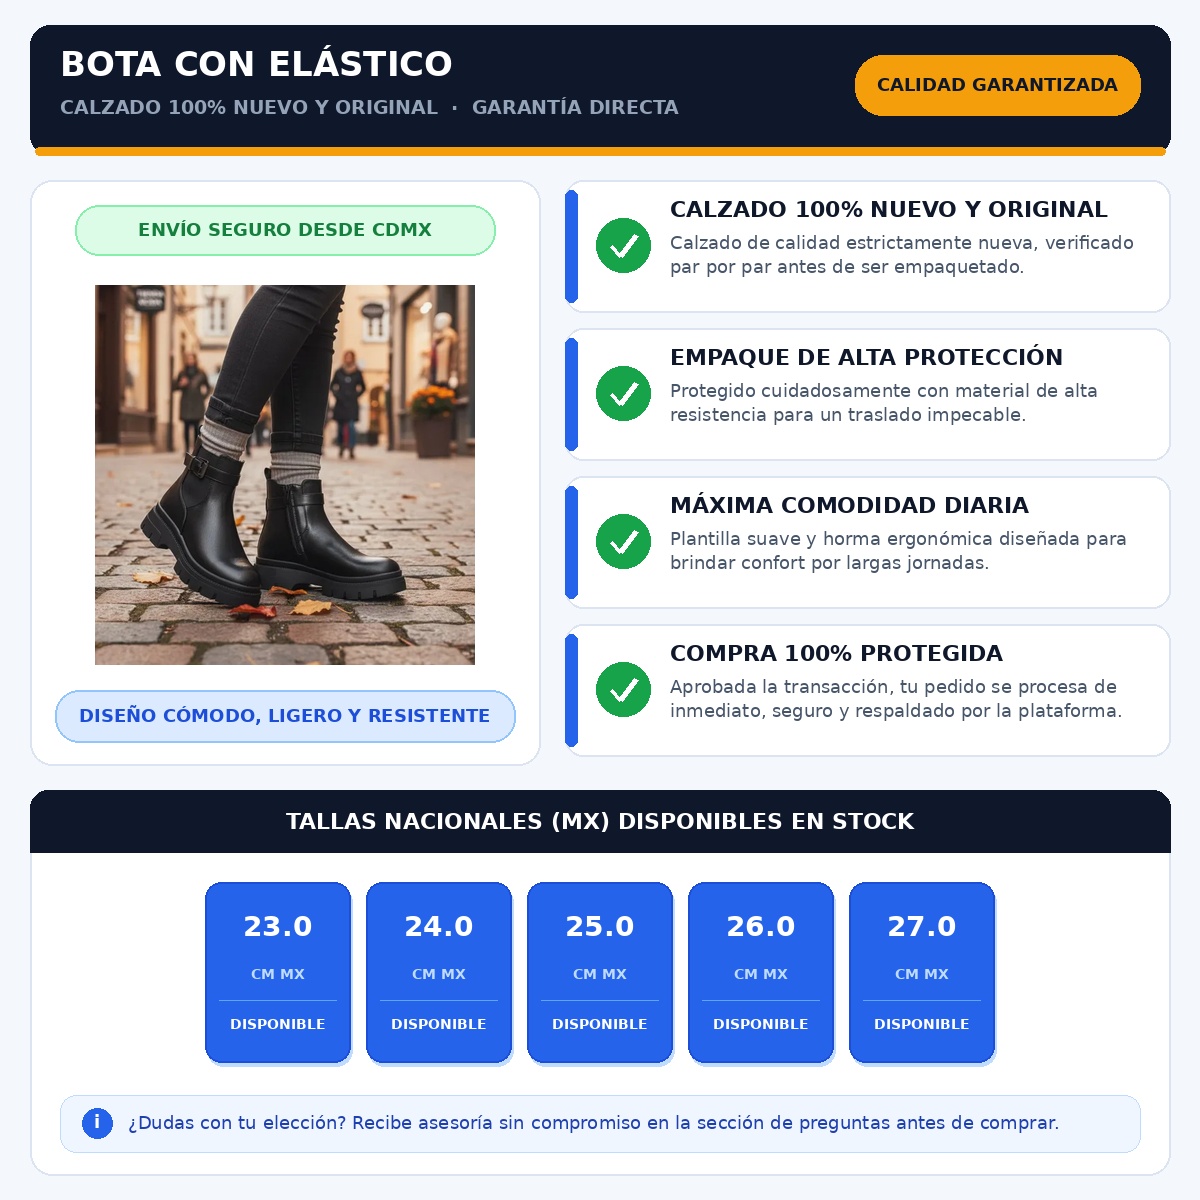 BOTA CON ELÁSTICO
CALZADO 100% NUEVO Y ORIGINAL · GARANTÍA DIRECTA
CALIDAD GARANTIZADA
ENVÍO SEGURO DESDE CDMX
DISEÑO CÓMODO, LIGERO Y RESISTENTE
CALZADO 100% NUEVO Y ORIGINAL
Calzado de calidad estrictamente nueva, verificado
par por par antes de ser empaquetado.
EMPAQUE DE ALTA PROTECCIÓN
Protegido cuidadosamente con material de alta
resistencia para un traslado impecable.
MÁXIMA COMODIDAD DIARIA
Plantilla suave y horma ergonómica diseñada para
brindar confort por largas jornadas.
COMPRA 100% PROTEGIDA
Aprobada la transacción, tu pedido se procesa de
inmediato, seguro y respaldado por la plataforma.
TALLAS NACIONALES (MX) DISPONIBLES EN STOCK
23.0
CM MX
DISPONIBLE
24.0
CM MX
DISPONIBLE
25.0
CM MX
DISPONIBLE
26.0
CM MX
DISPONIBLE
27.0
CM MX
DISPONIBLE
i ¿Dudas con tu elección? Recibe asesoría sin compromiso en la sección de preguntas antes de comprar.